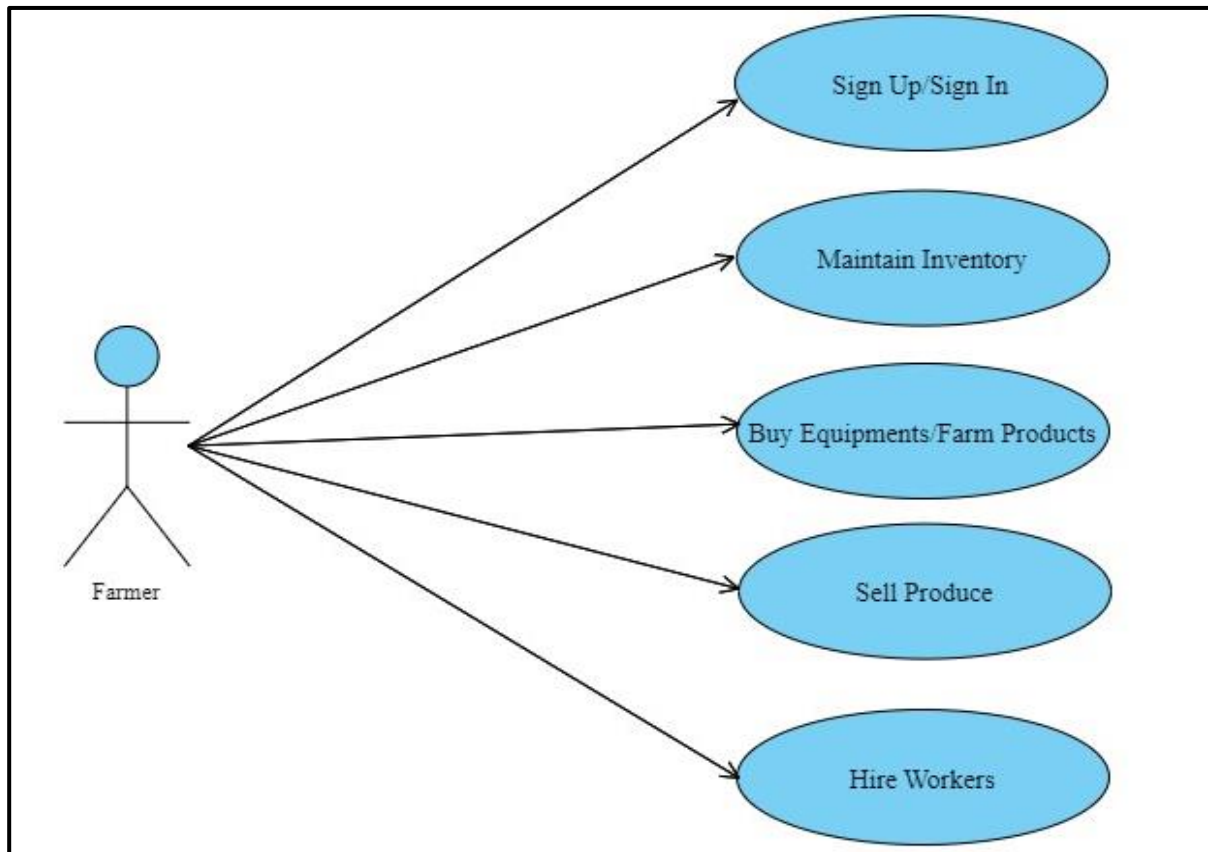 Sign Up/Sign In
Maintain Inventory
Buy Equipments/Farm Products
Farmer
Sell Produce
Hire Workers